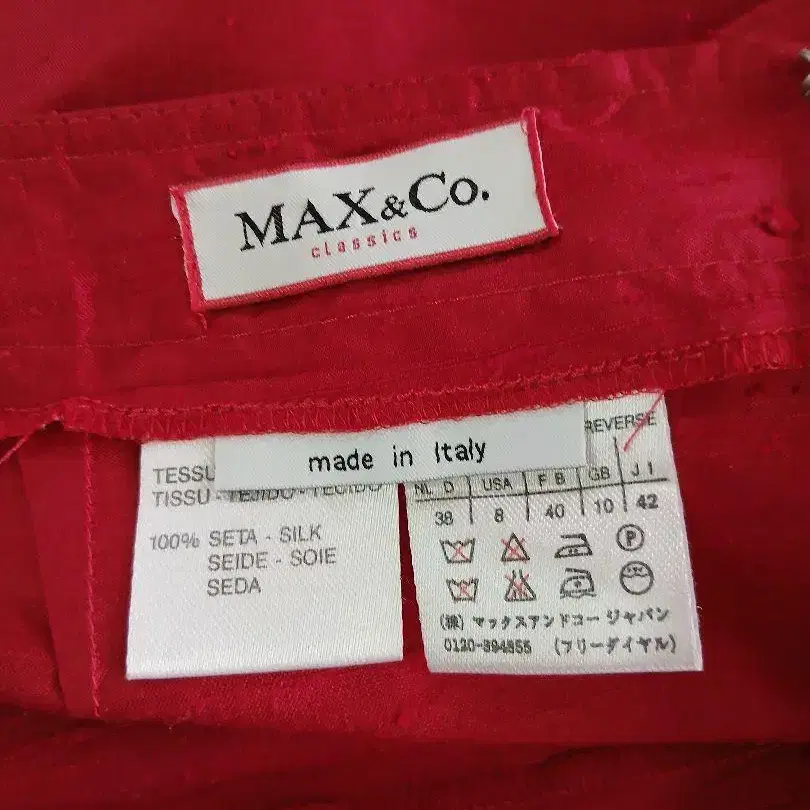 MAX&Co.
classics
made in Italy
TESSU
TISSU - TEJIDO - TECIDO
100% SETA - SILK
SEIDE - SOIE
SEDA
REVERSE
NL D USA F B GB J I
38 8 40 10 42
P
(株) マックスアンドコー ジャパン
0120-394855 (フリーダイヤル)